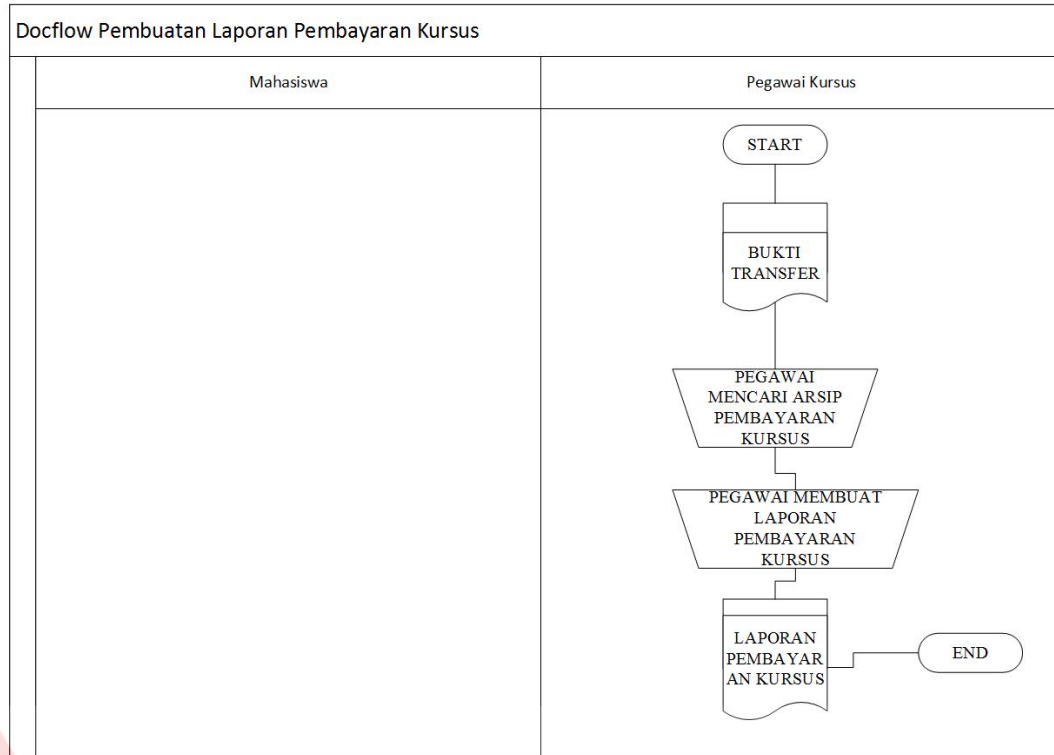 Docflow Pembuatan Laporan Pembayaran Kursus
Mahasiswa
Pegawai Kursus
START
BUKTI
TRANSFER
PEGAWAI
MENCARI ARSIP
PEMBAYARAN
KURSUS
PEGAWAI MEMBUAT
LAPORAN
PEMBAYARAN
KURSUS
LAPORAN
PEMBAYAR
AN KURSUS
END